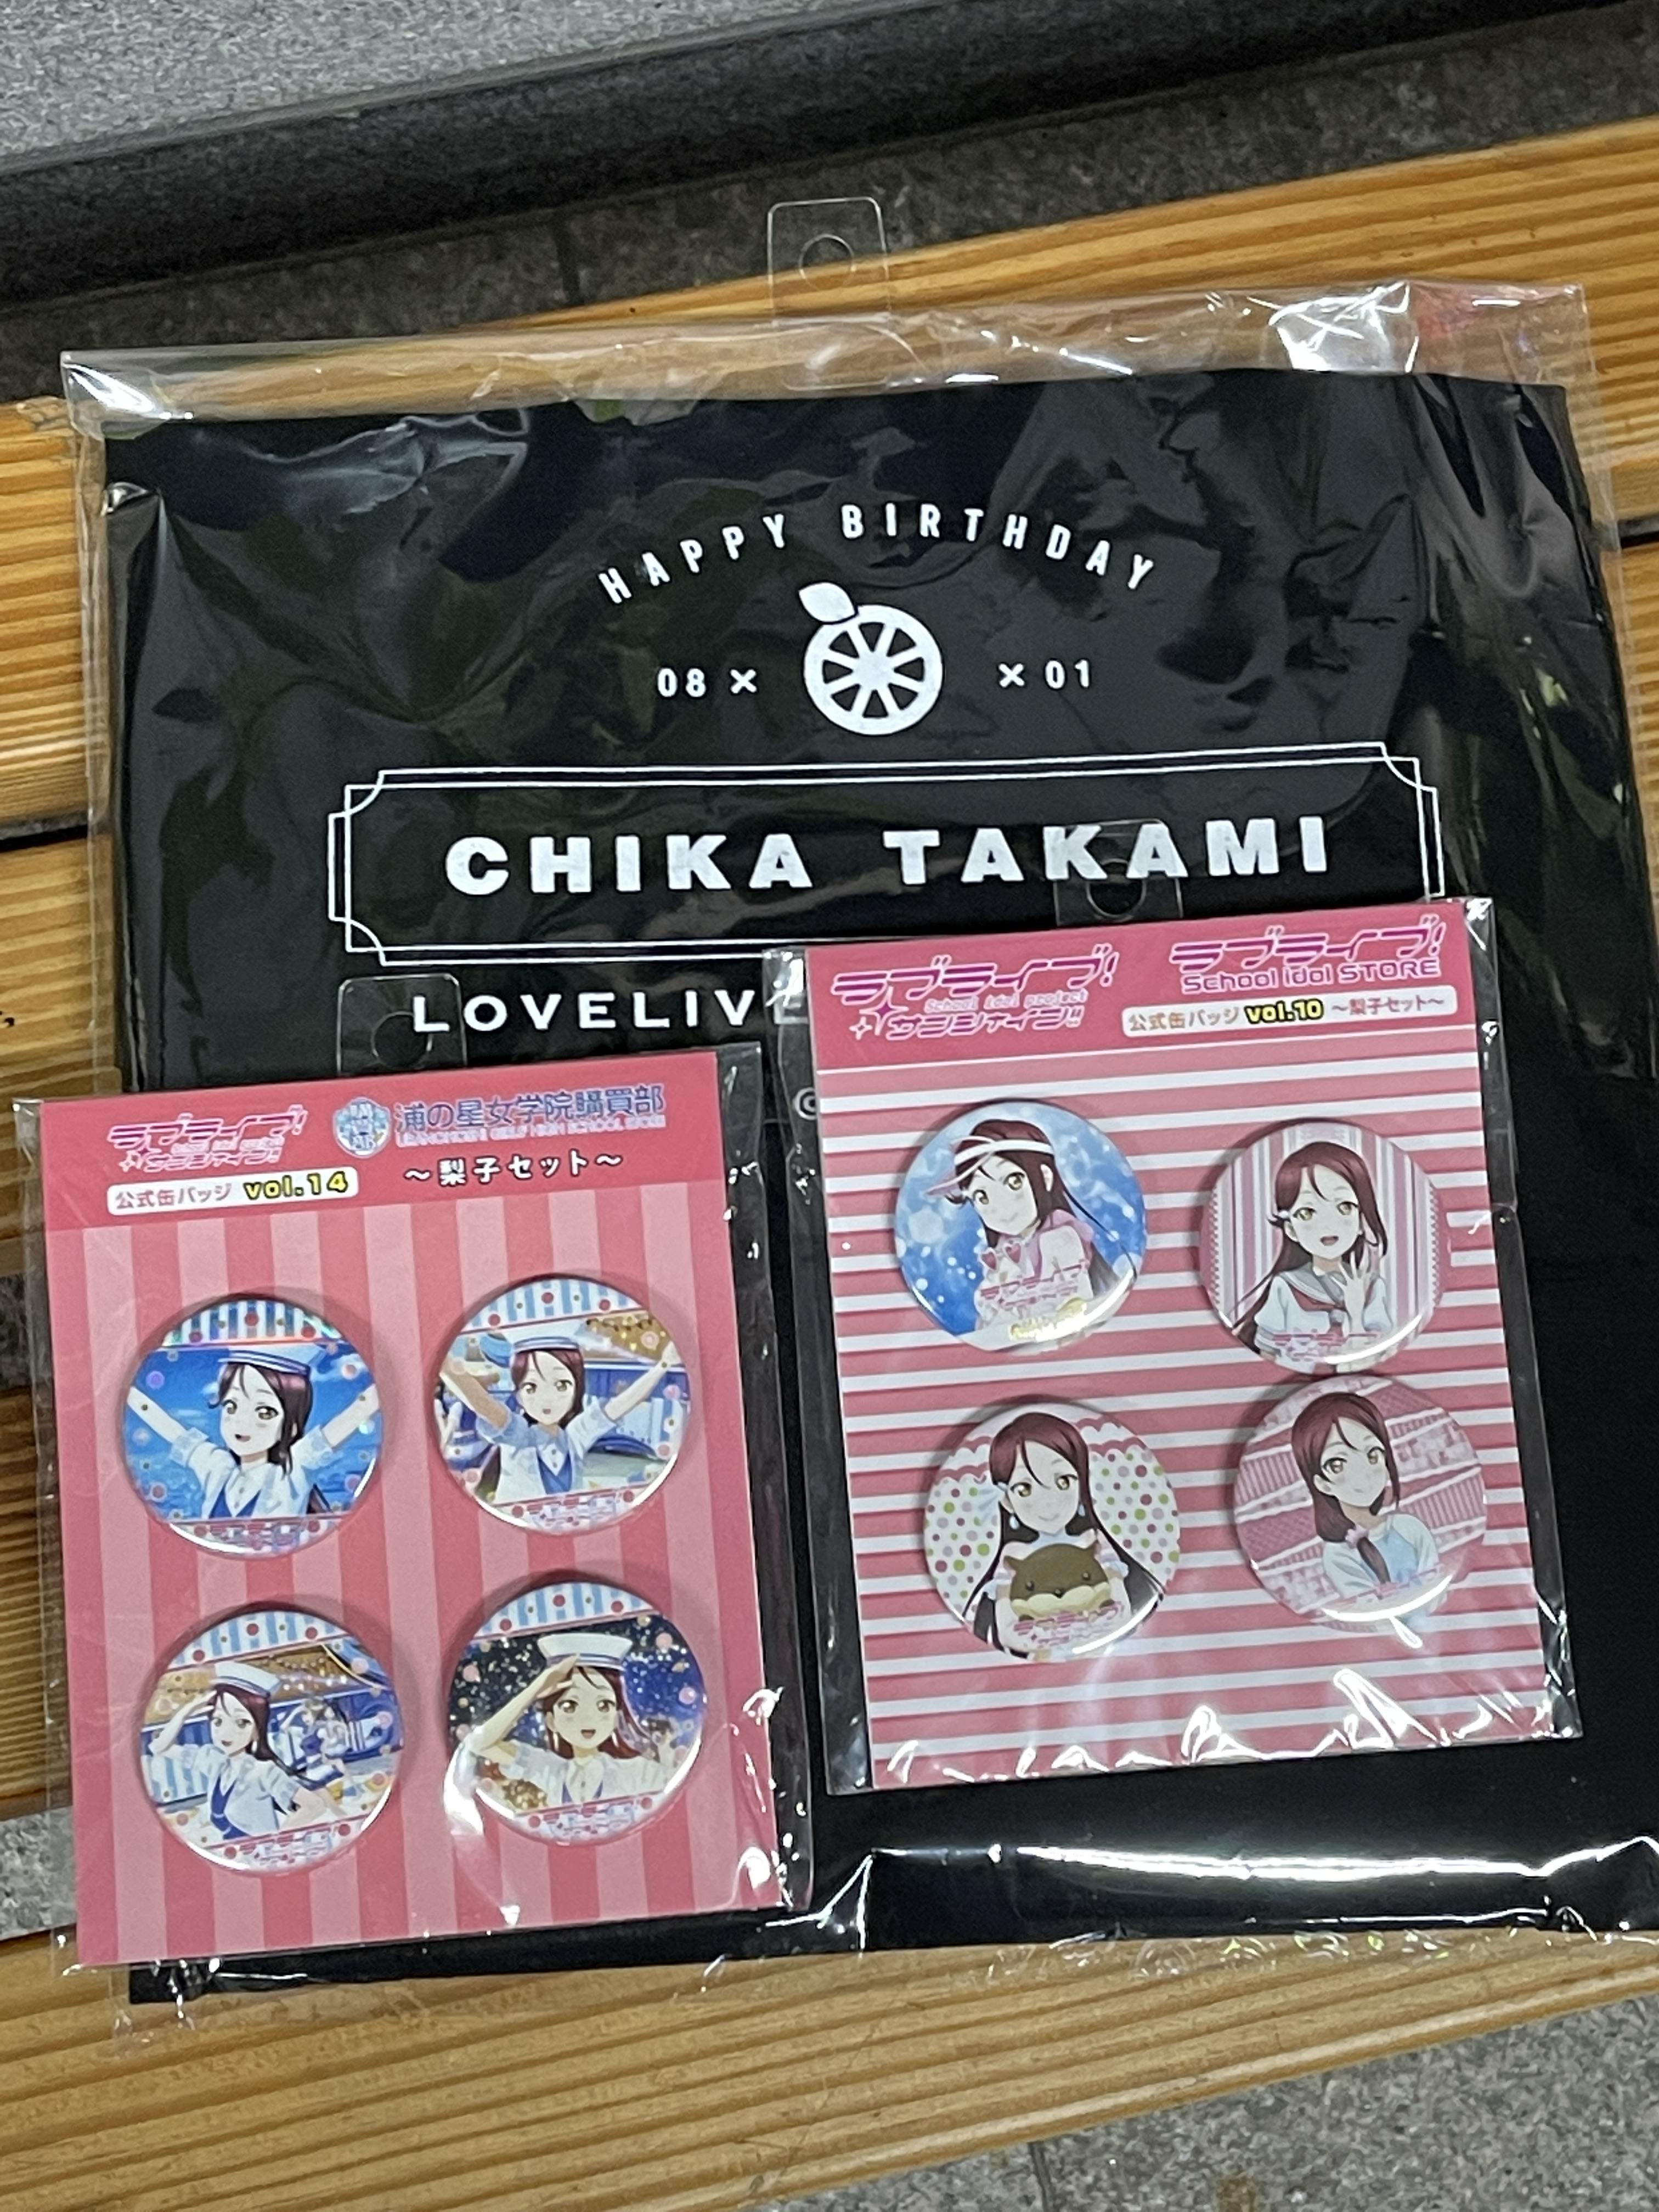 HAPPY BIRTHDAY
08 × × 01
CHIKA TAKAMI
LOVELIV
ラブライブ!
School idol project
サンシャイン!!
ラブライブ!
School idol STORE
公式缶バッジ vol.10 ～梨子セット～
ラブライブ!
サンシャイン!!
浦の星女学院購買部
公式缶バッジ vol.14
～梨子セット～